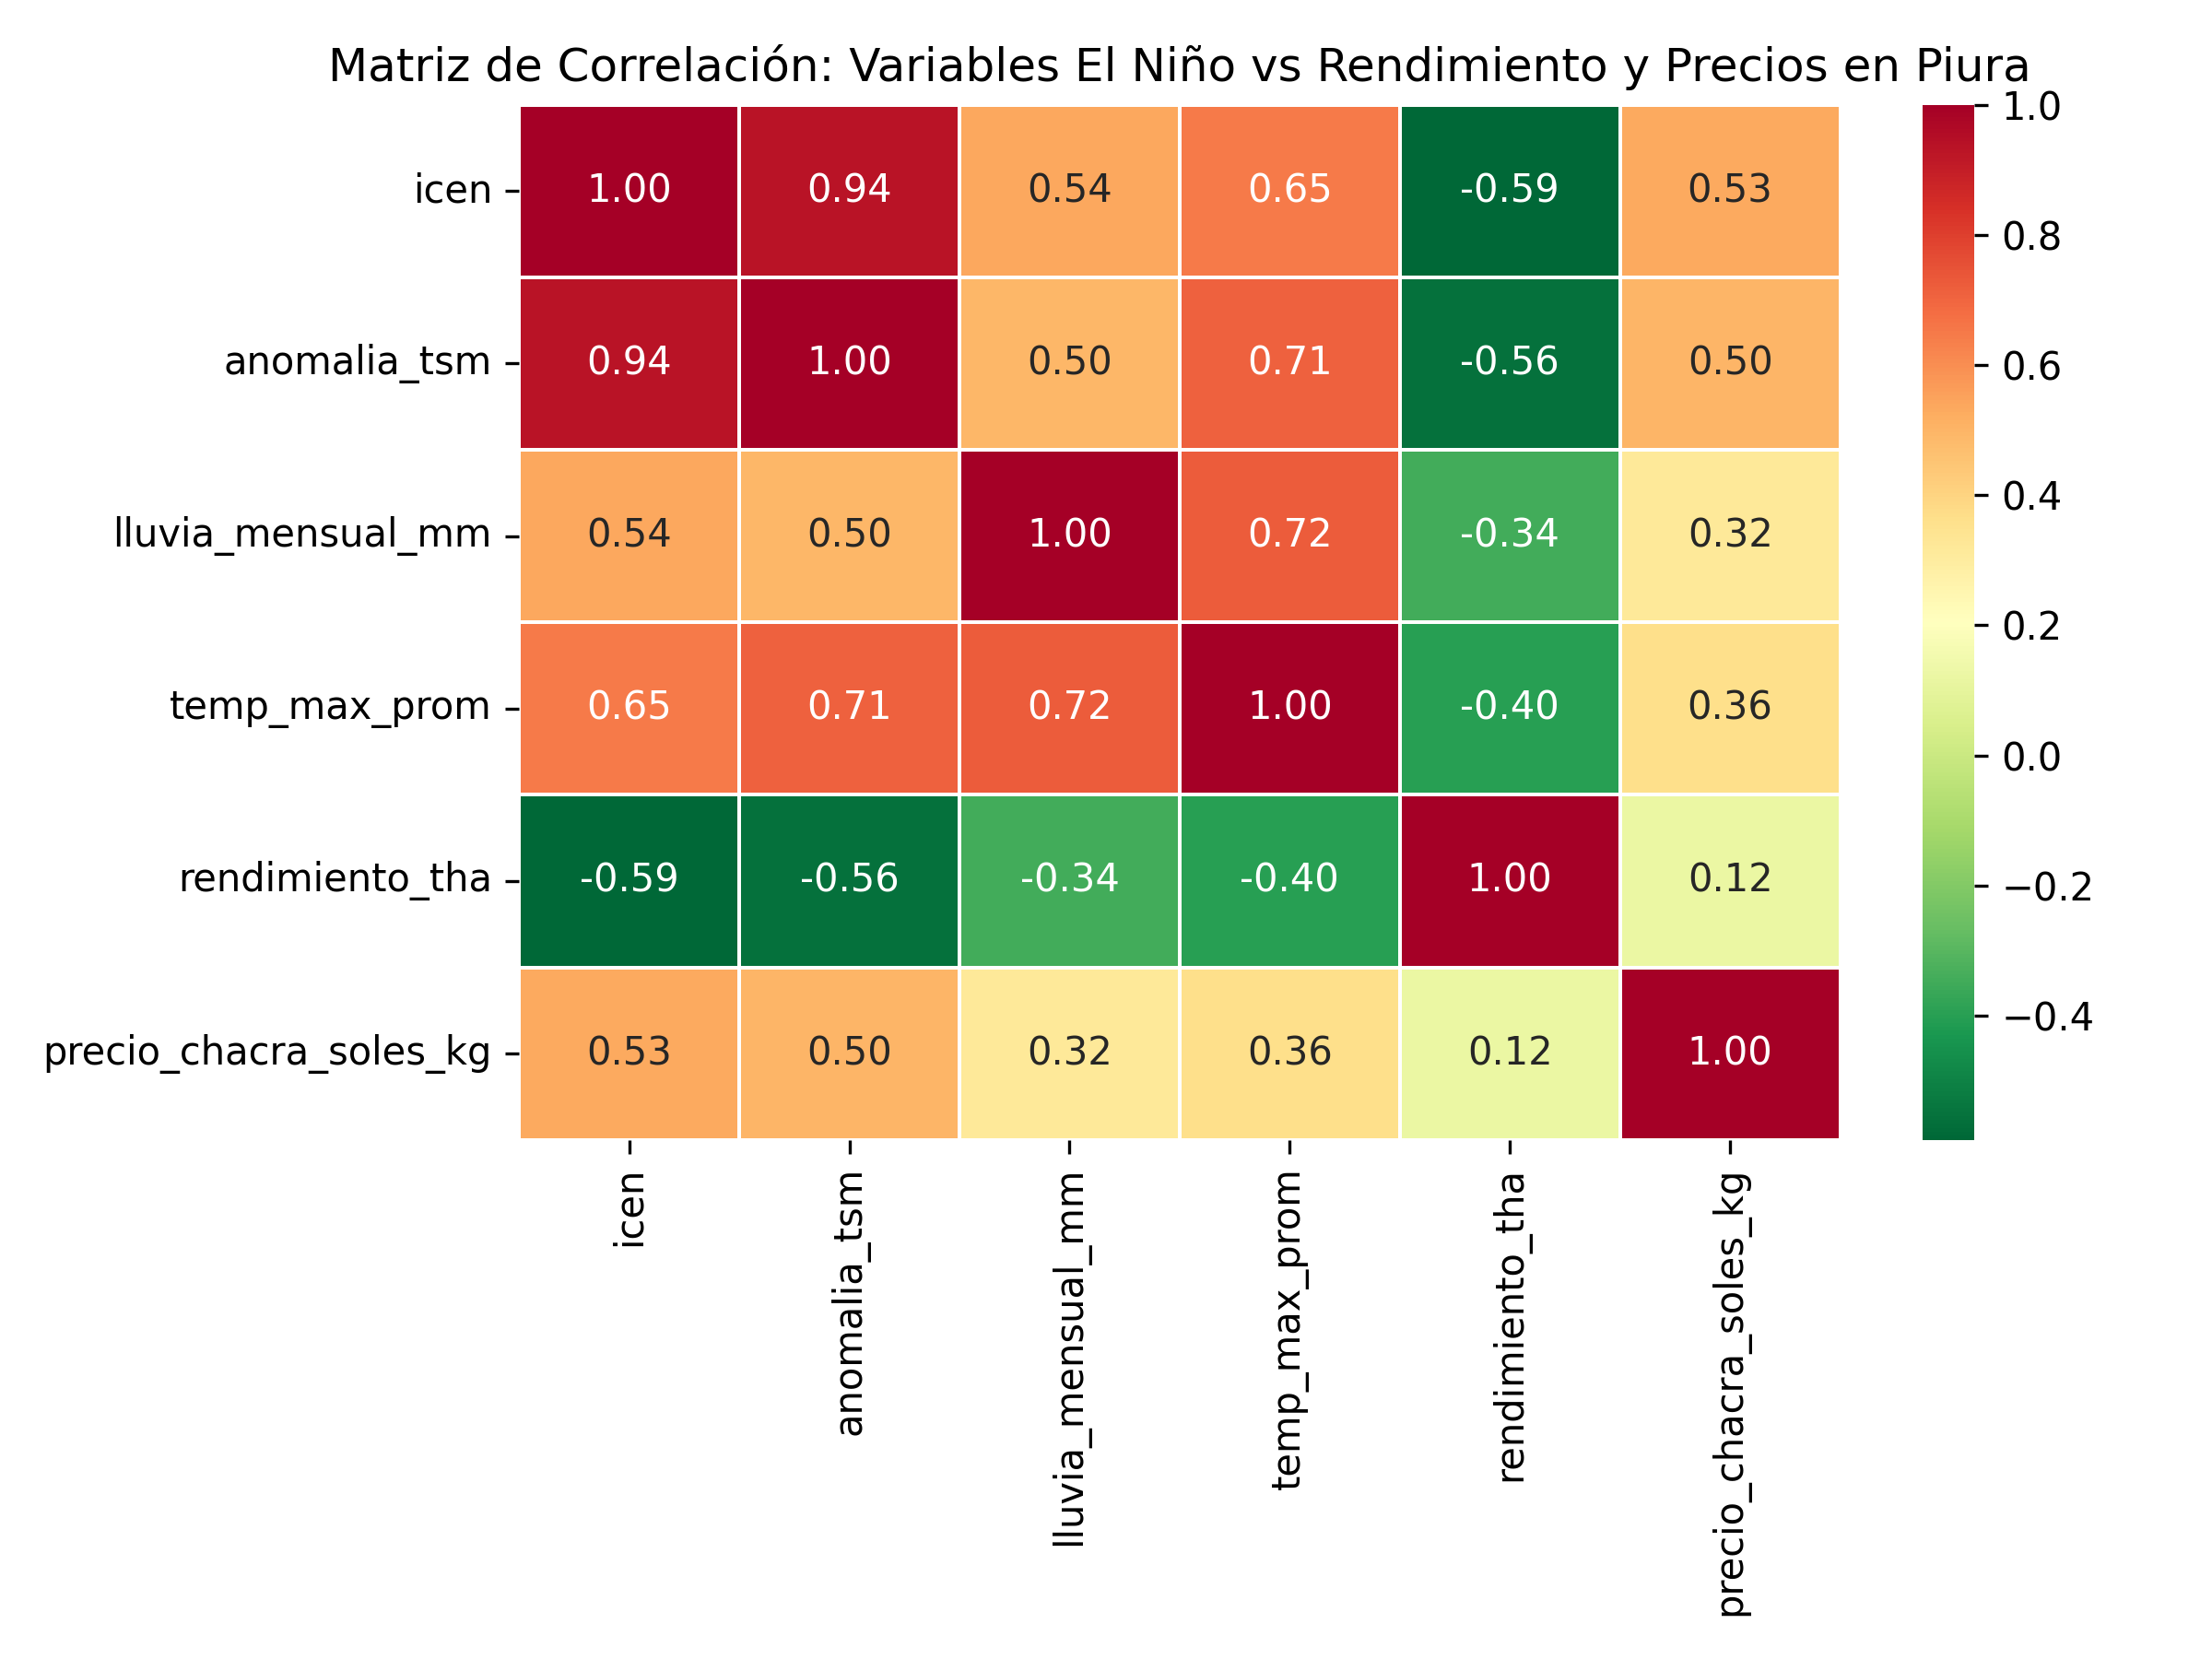 Matriz de Correlación: Variables El Niño vs Rendimiento y Precios en Piura
icen 1.00 0.94 0.54 0.65 -0.59 0.53
anomalia_tsm 0.94 1.00 0.50 0.71 -0.56 0.50
lluvia_mensual_mm 0.54 0.50 1.00 0.72 -0.34 0.32
temp_max_prom 0.65 0.71 0.72 1.00 -0.40 0.36
rendimiento_tha -0.59 -0.56 -0.34 -0.40 1.00 0.12
precio_chacra_soles_kg 0.53 0.50 0.32 0.36 0.12 1.00
icen
anomalia_tsm
lluvia_mensual_mm
temp_max_prom
rendimiento_tha
precio_chacra_soles_kg
1.0
0.8
0.6
0.4
0.2
0.0
−0.2
−0.4